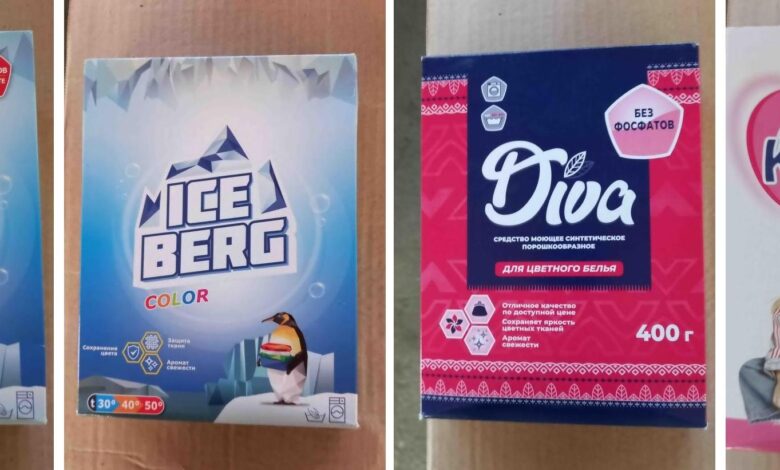 ICE
BERG
COLOR
Сохранение
цвета
Защита
ткани
Аромат
свежести
t 30° 40° 50°
БЕЗ
ФОСФАТОВ
Diva
СРЕДСТВО МОЮЩЕЕ СИНТЕТИЧЕСКОЕ
ПОРОШКООБРАЗНОЕ
ДЛЯ ЦВЕТНОГО БЕЛЬЯ
Отличное качество
по доступной цене
Сохраняет яркость
цветных тканей
Аромат
свежести
400 г